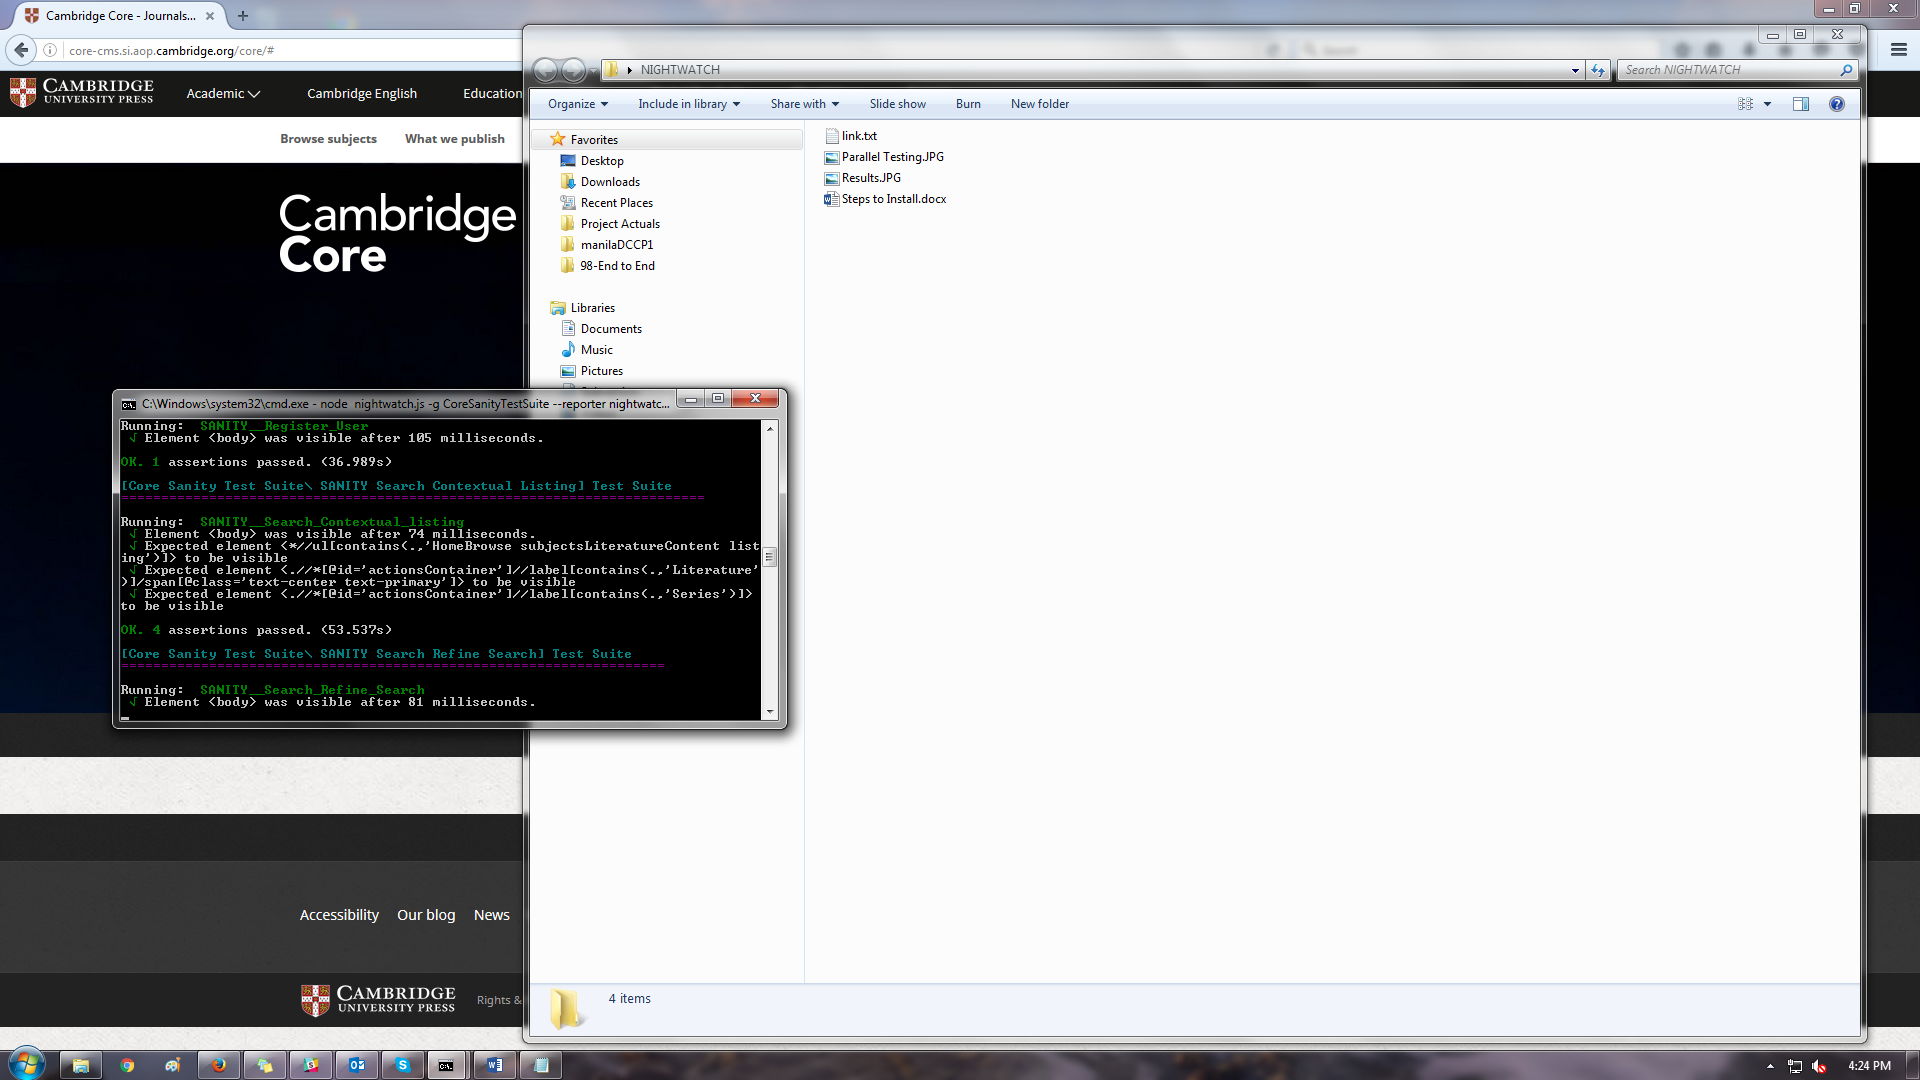 Cambridge Core - Journals...
core-cms.si.aop.cambridge.org/core/#
CAMBRIDGE
UNIVERSITY PRESS
Academic
Cambridge English
Education
Browse subjects
What we publish
Cambridge
Core
NIGHTWATCH
Search NIGHTWATCH
Organize
Include in library
Share with
Slide show
Burn
New folder
Favorites
Desktop
Downloads
Recent Places
Project Actuals
manilaDCCP1
98-End to End
Libraries
Documents
Music
Pictures
link.txt
Parallel Testing.JPG
Results.JPG
Steps to Install.docx
C:\Windows\system32\cmd.exe - node  nightwatch.js -g CoreSanityTestSuite --reporter nightwatc...
Running:  SANITY__Register_User
√ Element <body> was visible after 105 milliseconds.
OK. 1 assertions passed. (36.989s)
[Core Sanity Test Suite\ SANITY Search Contextual Listing] Test Suite
=========================================================================
Running:  SANITY__Search_Contextual_listing
√ Element <body> was visible after 74 milliseconds.
√ Expected element <*//ul[contains(.,'HomeBrowse subjectsLiteratureContent list
ing')]> to be visible
√ Expected element <.//*[@id='actionsContainer']//label[contains(.,'Literature'
)]/span[@class='text-center text-primary']> to be visible
√ Expected element <.//*[@id='actionsContainer']//label[contains(.,'Series')]>
to be visible
OK. 4 assertions passed. (53.537s)
[Core Sanity Test Suite\ SANITY Search Refine Search] Test Suite
====================================================================
Running:  SANITY__Search_Refine_Search
√ Element <body> was visible after 81 milliseconds.
Accessibility
Our blog
News
CAMBRIDGE
UNIVERSITY PRESS
Rights &
4 items
4:24 PM